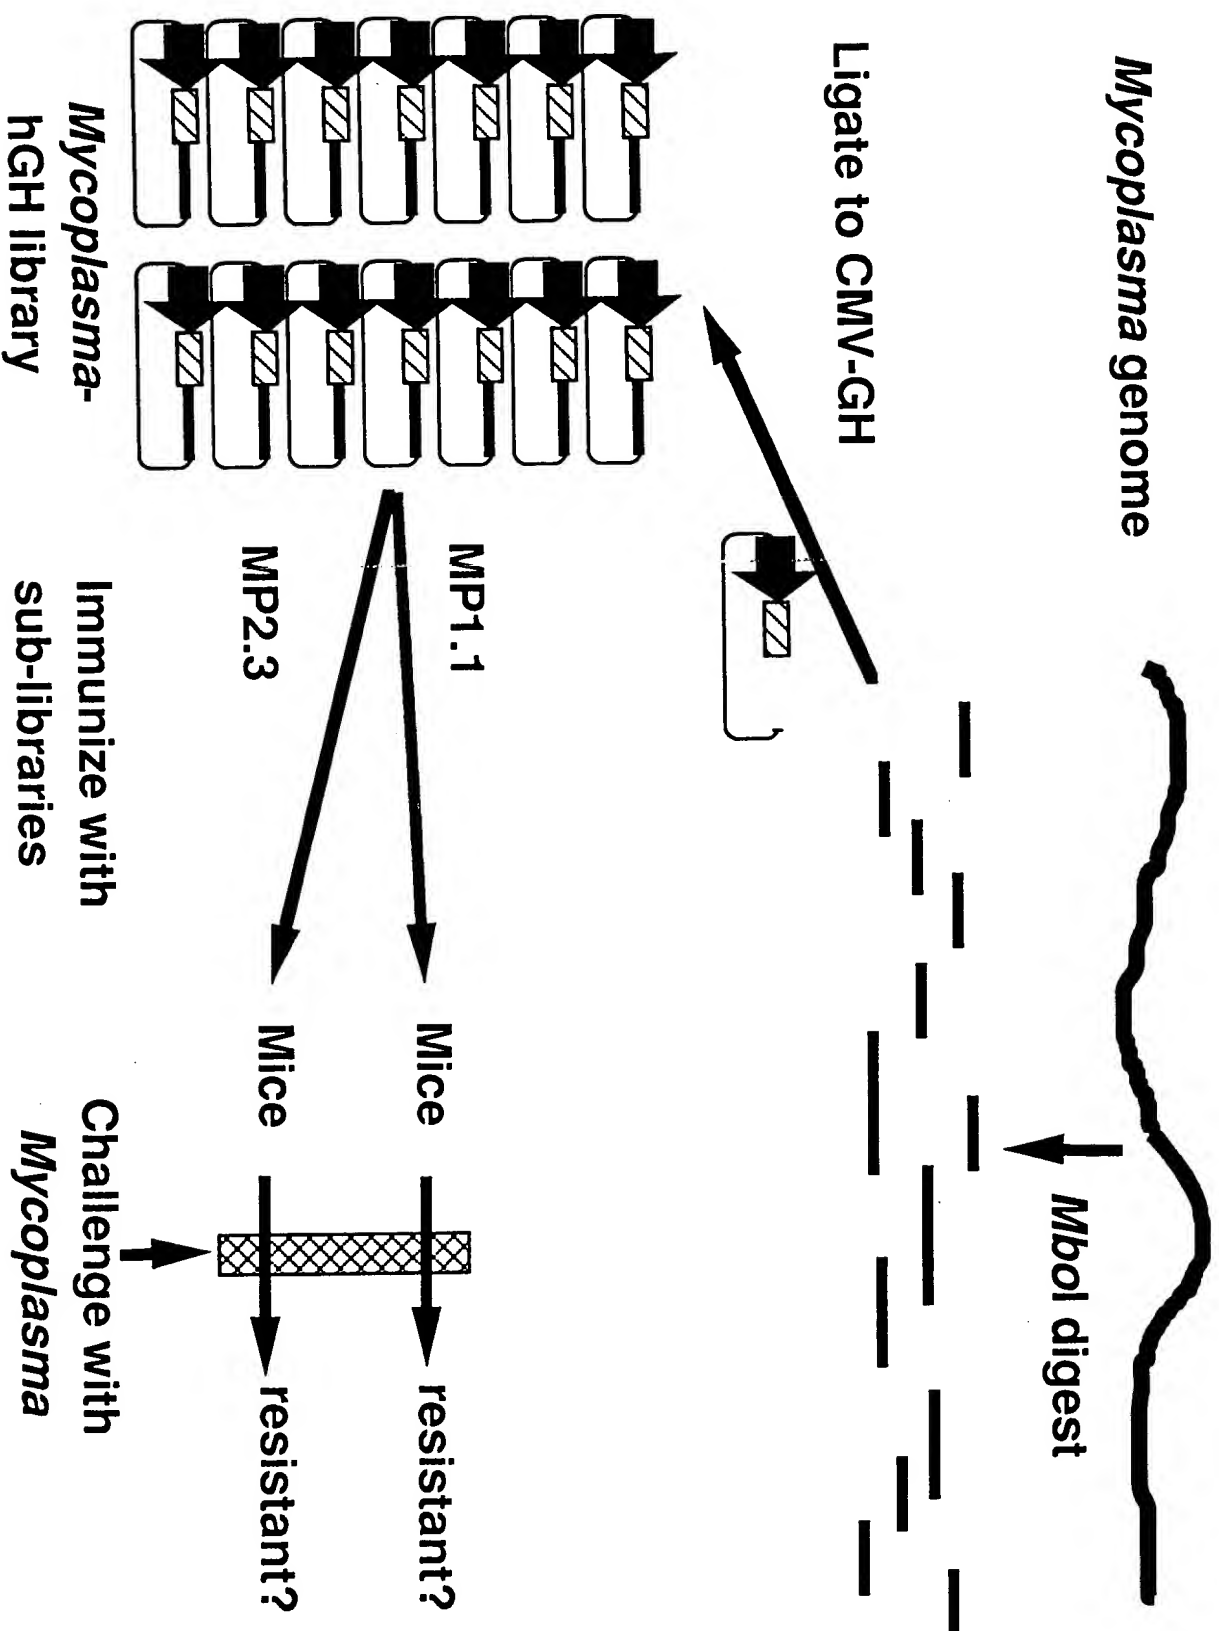 Mycoplasma genome
MboI digest
Ligate to CMV-GH
MP1.1
Mice
resistant?
MP2.3
Mice
resistant?
Mycoplasma-
hGH library
Immunize with
sub-libraries
Challenge with
Mycoplasma